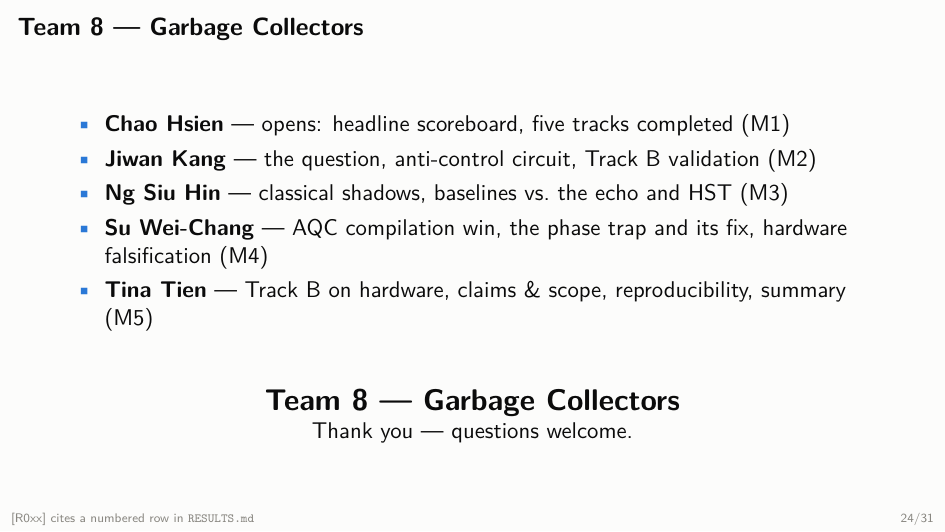 Team 8 — Garbage Collectors
Chao Hsien — opens: headline scoreboard, five tracks completed (M1)
Jiwan Kang — the question, anti-control circuit, Track B validation (M2)
Ng Siu Hin — classical shadows, baselines vs. the echo and HST (M3)
Su Wei-Chang — AQC compilation win, the phase trap and its fix, hardware
falsification (M4)
Tina Tien — Track B on hardware, claims & scope, reproducibility, summary
(M5)
Team 8 — Garbage Collectors
Thank you — questions welcome.
[R0xx] cites a numbered row in RESULTS.md
24/31